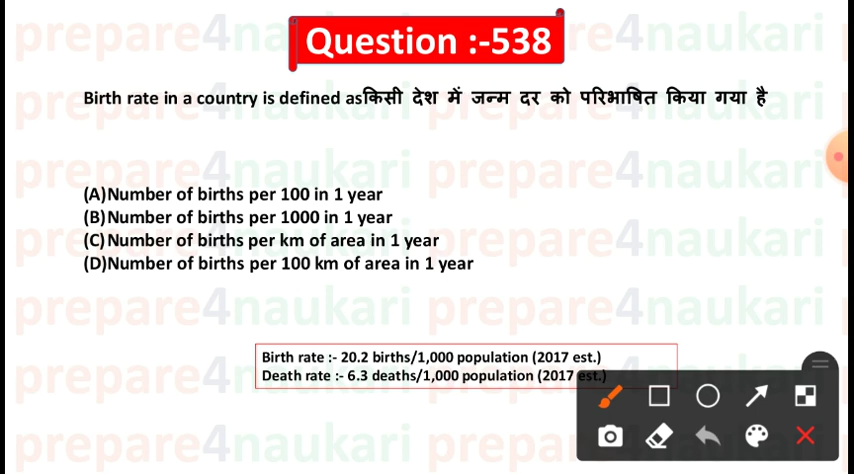 Question :-538
Birth rate in a country is defined asकिसी देश में जन्म दर को परिभाषित किया गया है
(A)Number of births per 100 in 1 year
(B)Number of births per 1000 in 1 year
(C)Number of births per km of area in 1 year
(D)Number of births per 100 km of area in 1 year
Birth rate :- 20.2 births/1,000 population (2017 est.)
Death rate :- 6.3 deaths/1,000 population (2017 est.)
prepare4naukari prepare4naukari